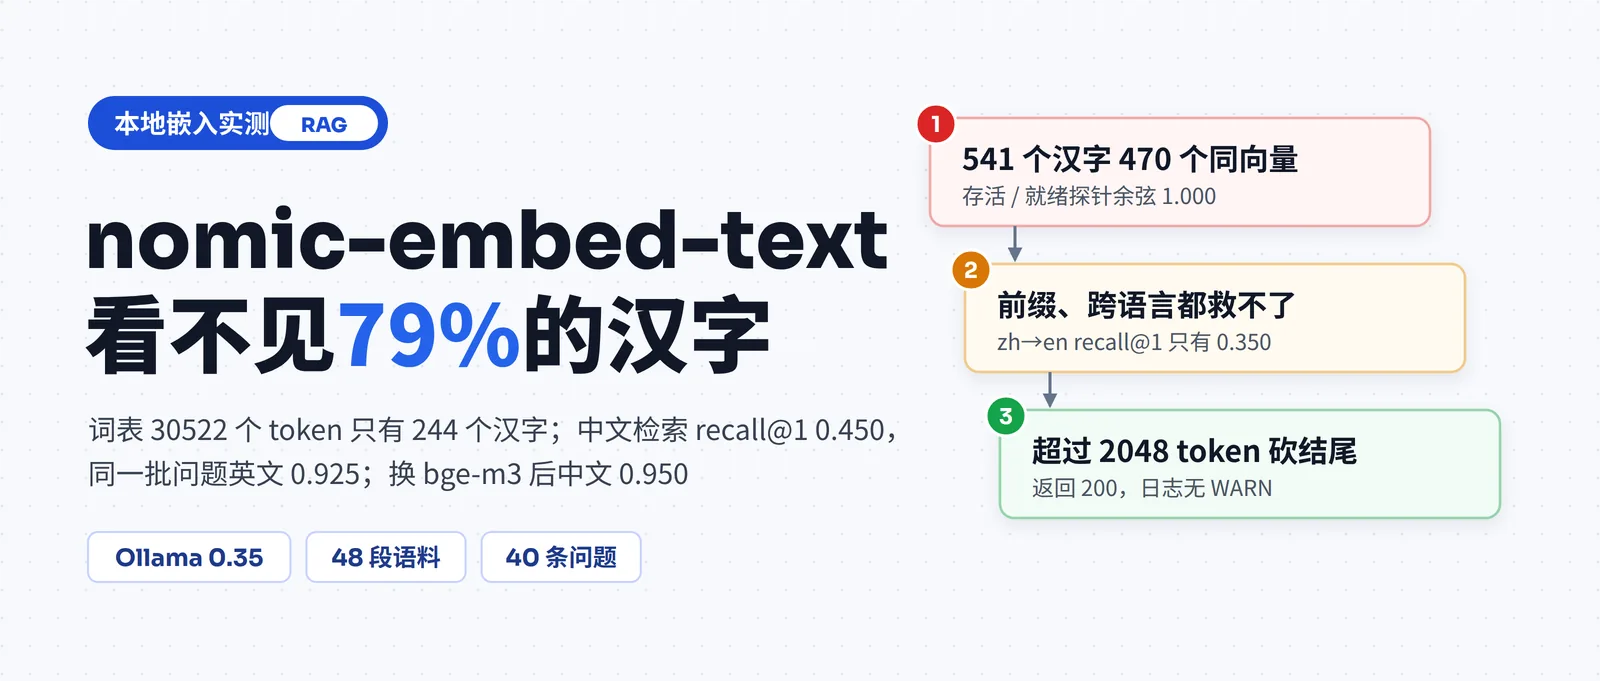 本地嵌入实测 RAG
nomic-embed-text
看不见79%的汉字
词表 30522 个 token 只有 244 个汉字；中文检索 recall@1 0.450，
同一批问题英文 0.925；换 bge-m3 后中文 0.950
Ollama 0.35
48 段语料
40 条问题
1
541 个汉字 470 个同向量
存活 / 就绪探针余弦 1.000
2
前缀、跨语言都救不了
zh→en recall@1 只有 0.350
3
超过 2048 token 砍结尾
返回 200，日志无 WARN